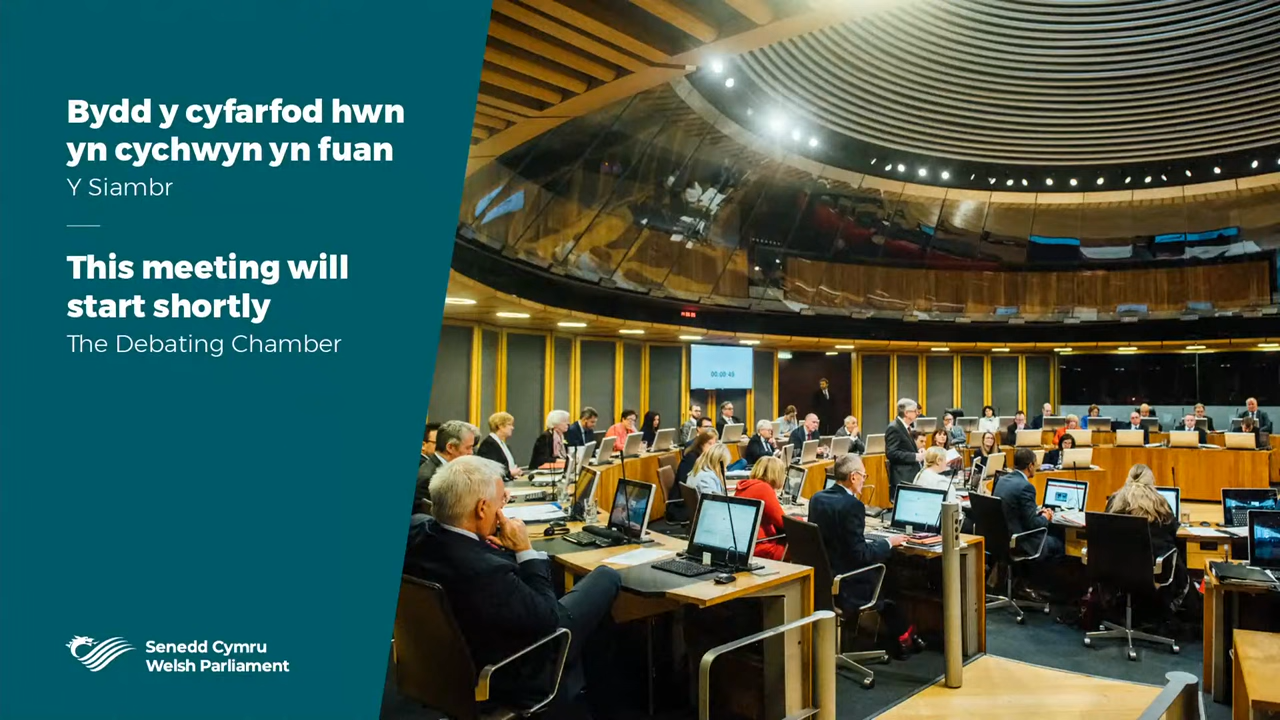 Bydd y cyfarfod hwn
yn cychwyn yn fuan
Y Siambr
This meeting will
start shortly
The Debating Chamber
Senedd Cymru
Welsh Parliament